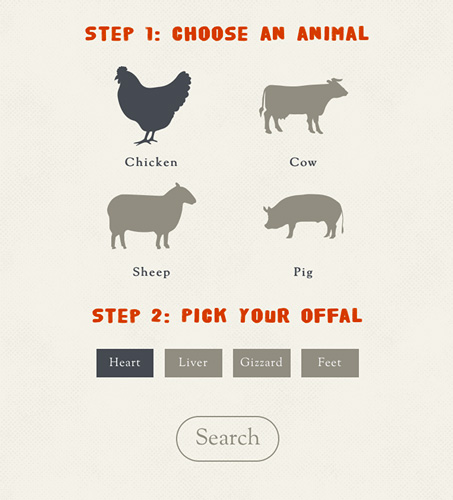 STEP 1: CHOOSE AN ANIMAL
Chicken Cow
Sheep Pig
STEP 2: PICK YOUR OFFAL
Heart Liver Gizzard Feet
Search